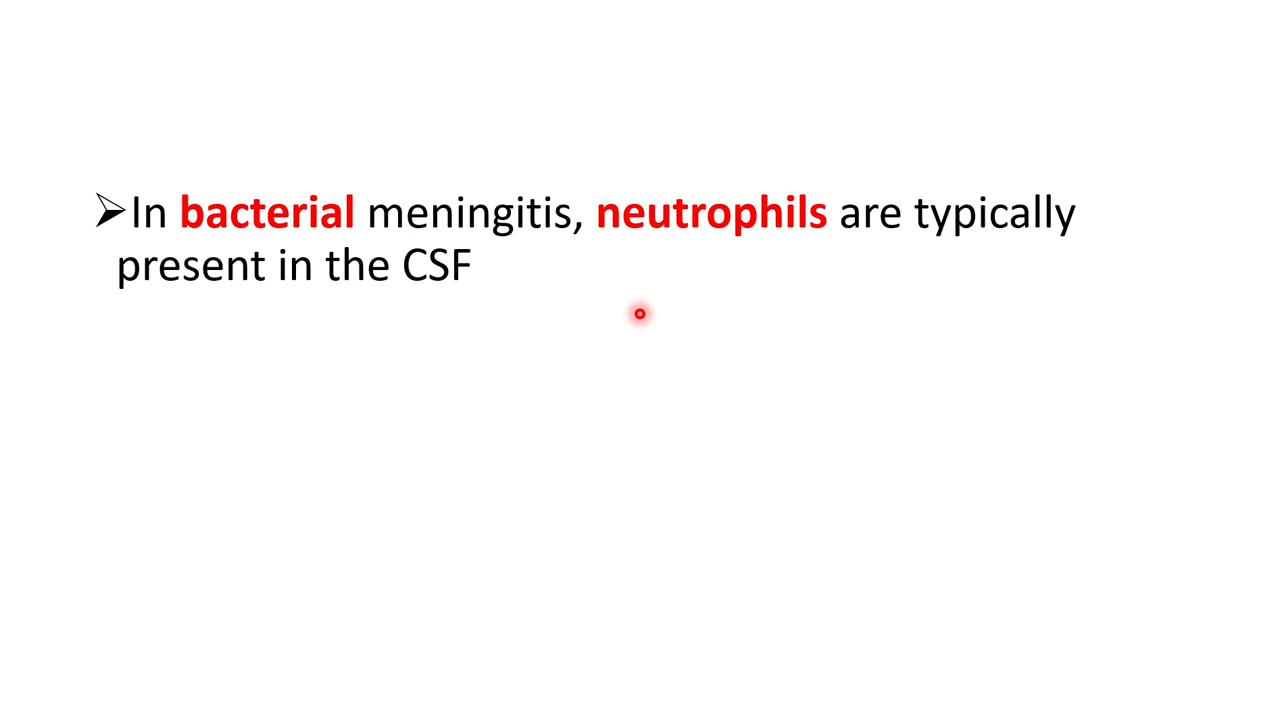 ➢In bacterial meningitis, neutrophils are typically
present in the CSF